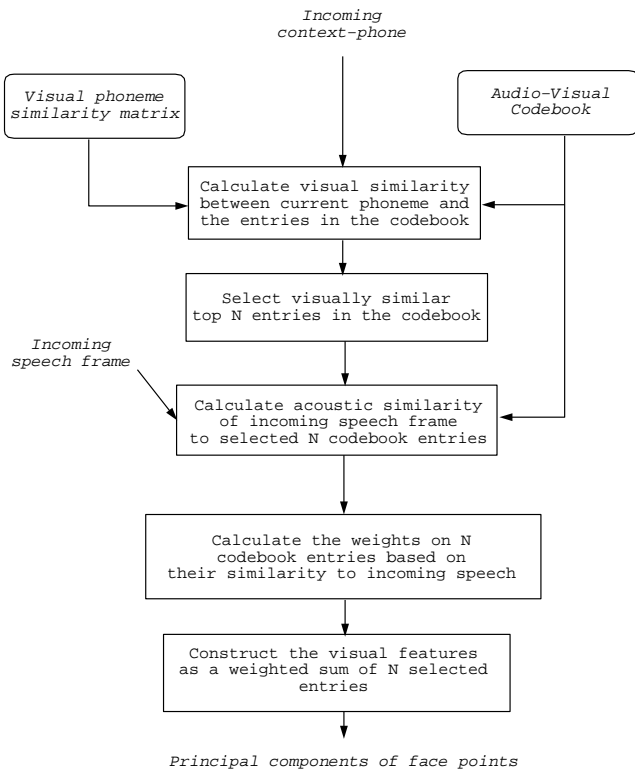 Incoming
context-phone
Visual phoneme
similarity matrix
Audio-Visual
Codebook
Calculate visual similarity
between current phoneme and
the entries in the codebook
Select visually similar
top N entries in the codebook
Incoming
speech frame
Calculate acoustic similarity
of incoming speech frame
to selected N codebook entries
Calculate the weights on N
codebook entries based on
their similarity to incoming speech
Construct the visual features
as a weighted sum of N selected
entries
Principal components of face points